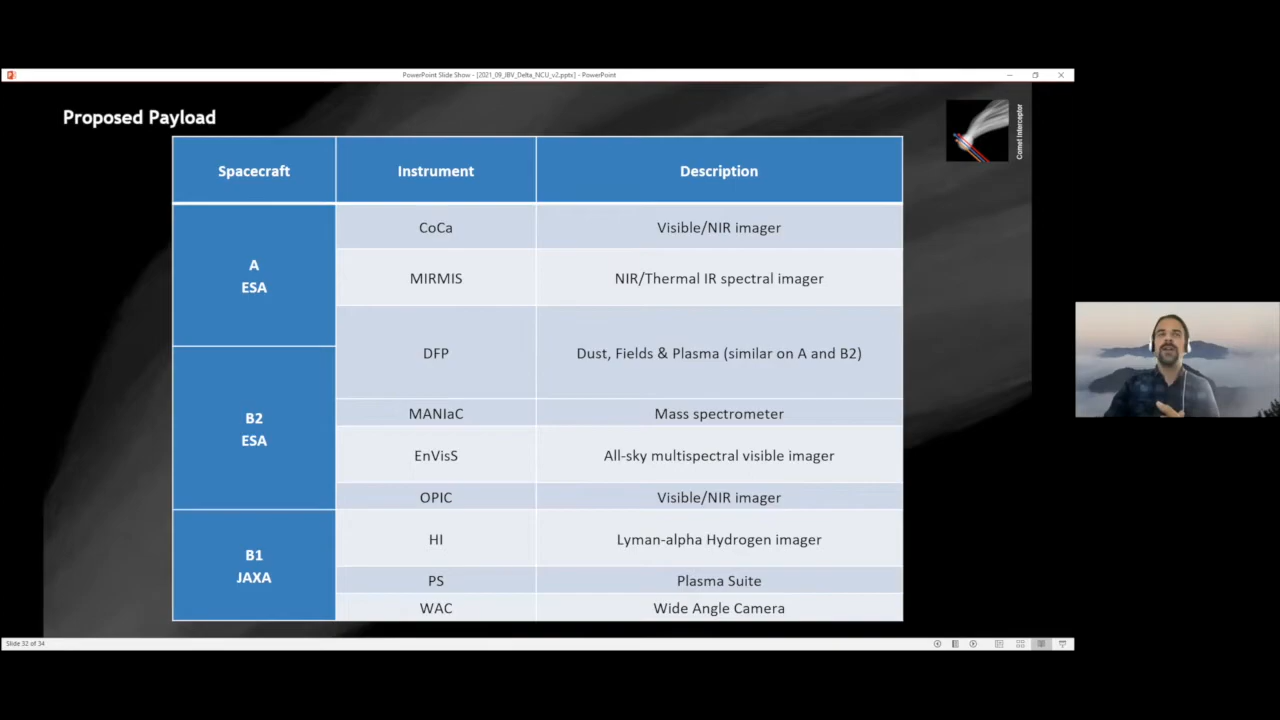 PowerPoint Slide Show - [2021_09_JBV_Delta_NCU_v2.pptx] - PowerPoint
Proposed Payload
Comet Interceptor
Spacecraft Instrument Description
A
ESA
CoCa Visible/NIR imager
MIRMIS NIR/Thermal IR spectral imager
DFP Dust, Fields & Plasma (similar on A and B2)
B2
ESA
MANIaC Mass spectrometer
EnVisS All-sky multispectral visible imager
OPIC Visible/NIR imager
B1
JAXA
HI Lyman-alpha Hydrogen imager
PS Plasma Suite
WAC Wide Angle Camera
Slide 32 of 34